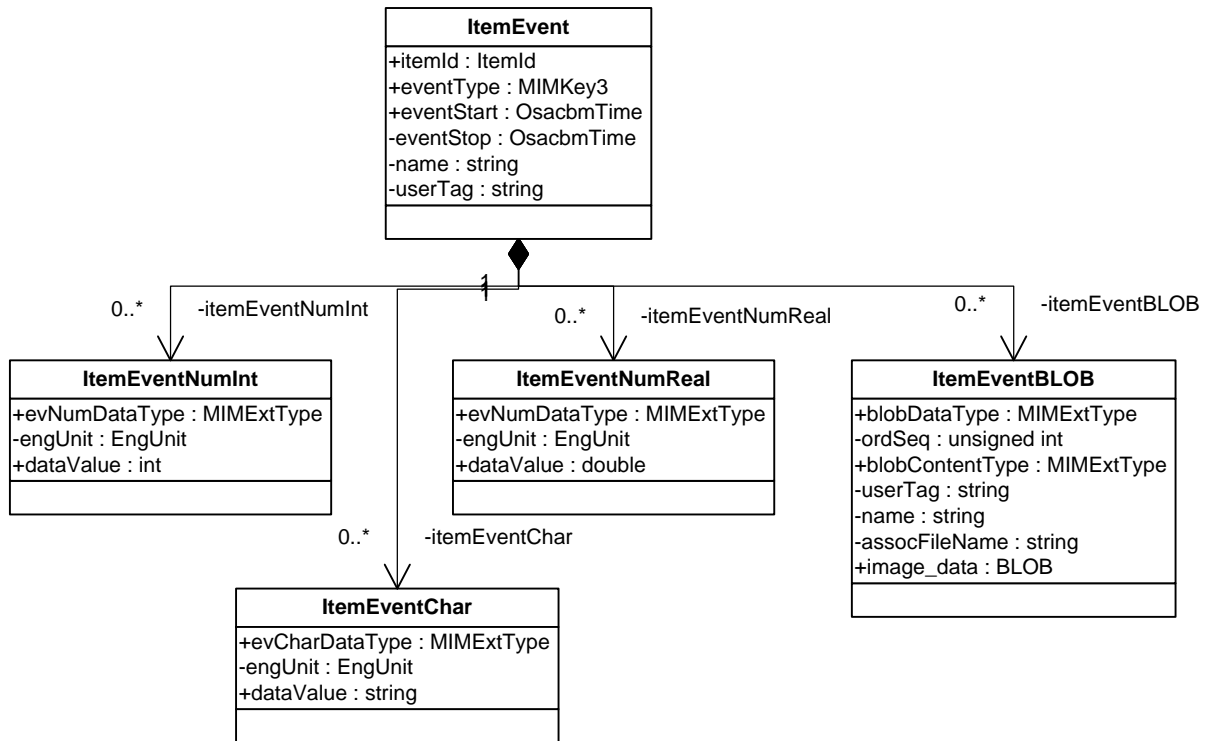 ItemEvent
+itemId : ItemId
+eventType : MIMKey3
+eventStart : OsacbmTime
-eventStop : OsacbmTime
-name : string
-userTag : string
1
1
0..*
-itemEventNumInt
0..*
-itemEventNumReal
0..*
-itemEventBLOB
ItemEventNumInt
+evNumDataType : MIMExtType
-engUnit : EngUnit
+dataValue : int
ItemEventNumReal
+evNumDataType : MIMExtType
-engUnit : EngUnit
+dataValue : double
ItemEventBLOB
+blobDataType : MIMExtType
-ordSeq : unsigned int
+blobContentType : MIMExtType
-userTag : string
-name : string
-assocFileName : string
+image_data : BLOB
0..*
-itemEventChar
ItemEventChar
+evCharDataType : MIMExtType
-engUnit : EngUnit
+dataValue : string